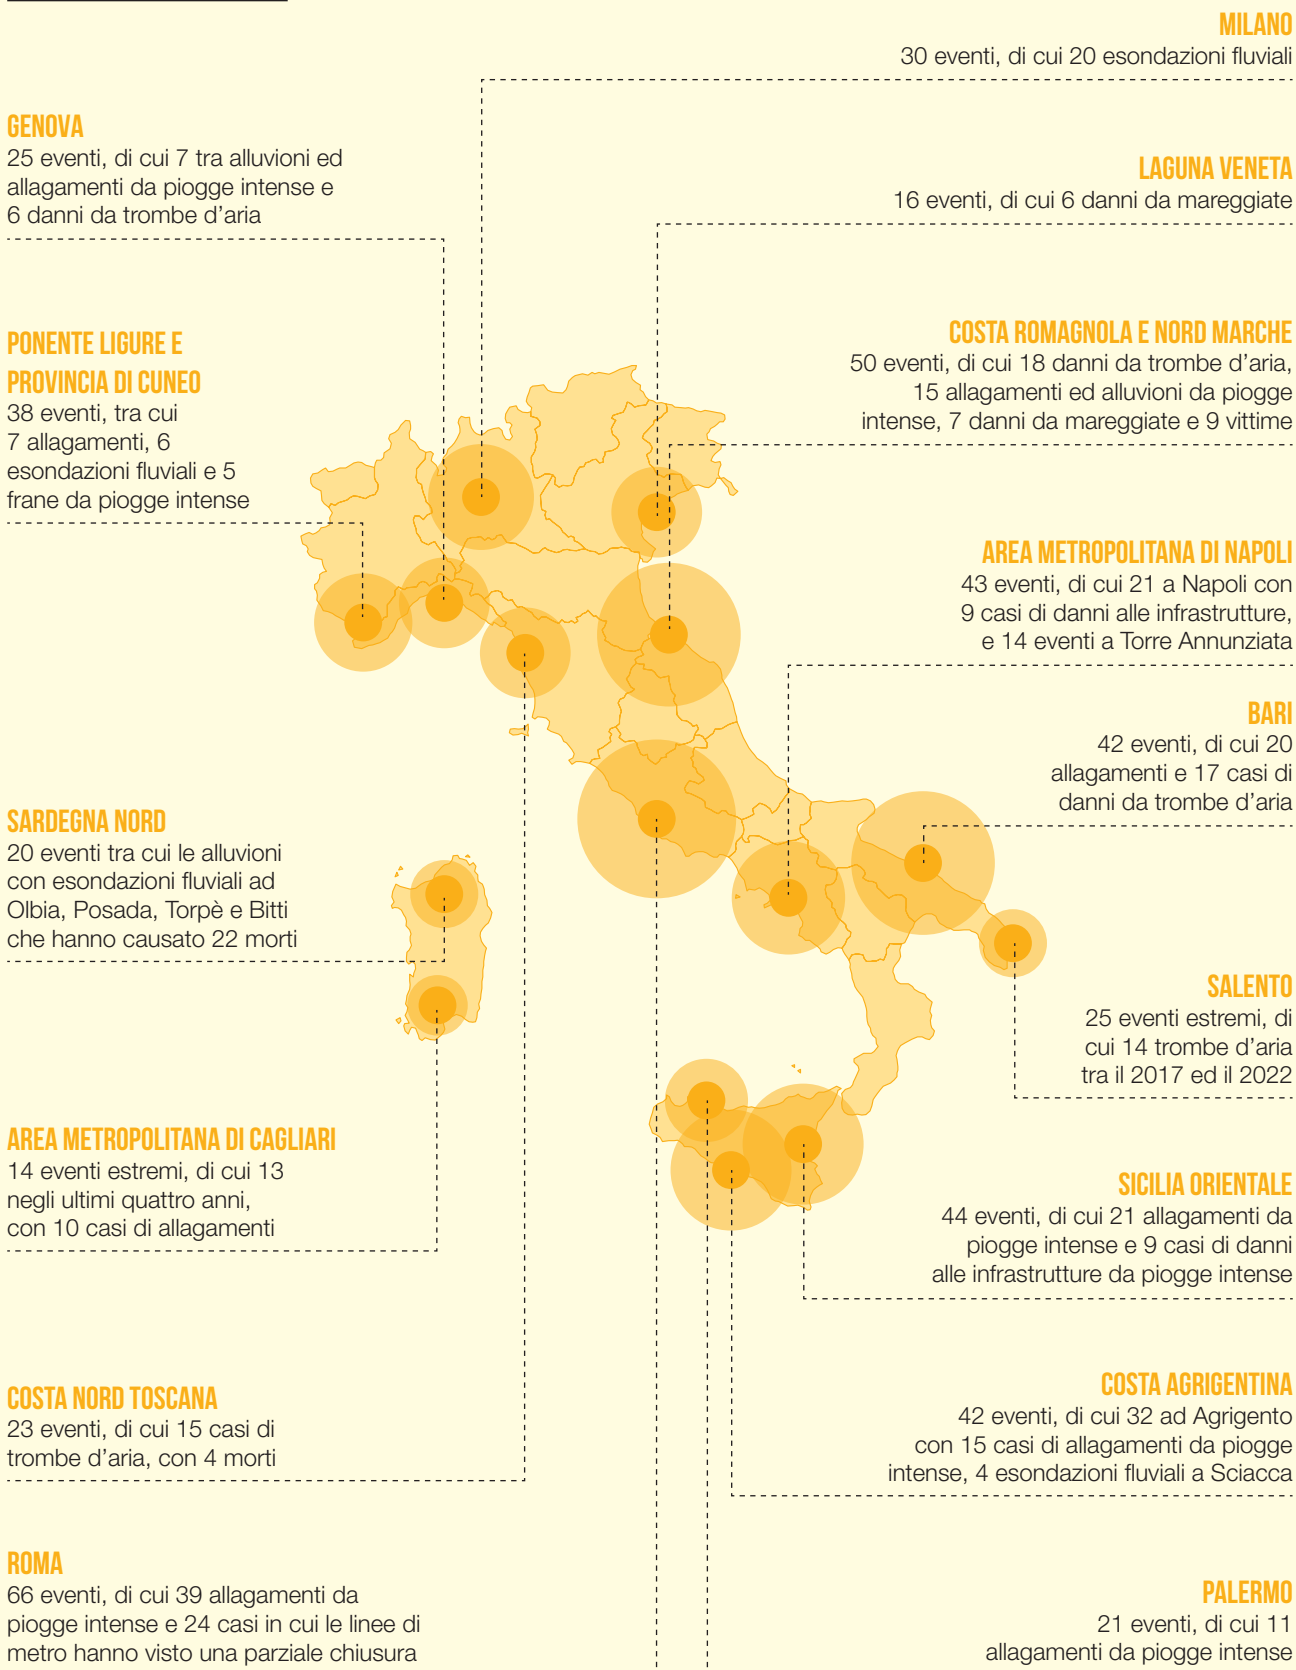 MILANO
30 eventi, di cui 20 esondazioni fluviali
GENOVA
25 eventi, di cui 7 tra alluvioni ed
allagamenti da piogge intense e
6 danni da trombe d'aria
LAGUNA VENETA
16 eventi, di cui 6 danni da mareggiate
PONENTE LIGURE E
PROVINCIA DI CUNEO
38 eventi, tra cui
7 allagamenti, 6
esondazioni fluviali e 5
frane da piogge intense
COSTA ROMAGNOLA E NORD MARCHE
50 eventi, di cui 18 danni da trombe d'aria,
15 allagamenti ed alluvioni da piogge
intense, 7 danni da mareggiate e 9 vittime
AREA METROPOLITANA DI NAPOLI
43 eventi, di cui 21 a Napoli con
9 casi di danni alle infrastrutture,
e 14 eventi a Torre Annunziata
BARI
42 eventi, di cui 20
allagamenti e 17 casi di
danni da trombe d'aria
SARDEGNA NORD
20 eventi tra cui le alluvioni
con esondazioni fluviali ad
Olbia, Posada, Torpè e Bitti
che hanno causato 22 morti
SALENTO
25 eventi estremi, di
cui 14 trombe d'aria
tra il 2017 ed il 2022
AREA METROPOLITANA DI CAGLIARI
14 eventi estremi, di cui 13
negli ultimi quattro anni,
con 10 casi di allagamenti
SICILIA ORIENTALE
44 eventi, di cui 21 allagamenti da
piogge intense e 9 casi di danni
alle infrastrutture da piogge intense
COSTA NORD TOSCANA
23 eventi, di cui 15 casi di
trombe d'aria, con 4 morti
COSTA AGRIGENTINA
42 eventi, di cui 32 ad Agrigento
con 15 casi di allagamenti da piogge
intense, 4 esondazioni fluviali a Sciacca
ROMA
66 eventi, di cui 39 allagamenti da
piogge intense e 24 casi in cui le linee di
metro hanno visto una parziale chiusura
PALERMO
21 eventi, di cui 11
allagamenti da piogge intense